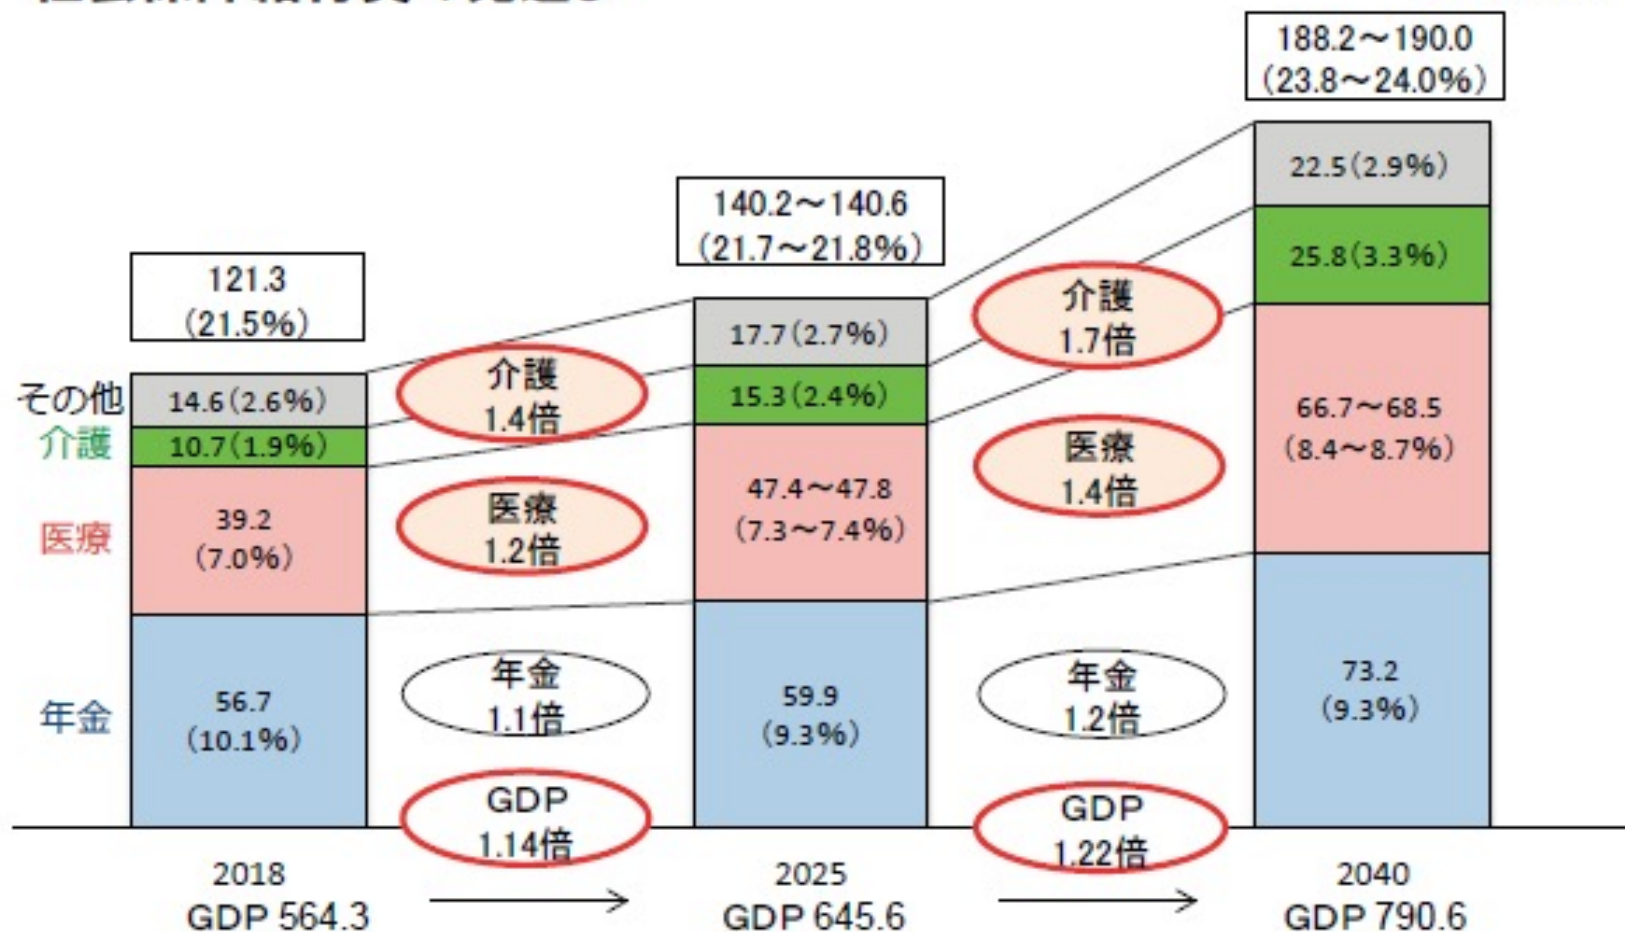 188.2～190.0
(23.8～24.0%)
140.2～140.6
(21.7～21.8%)
121.3
(21.5%)
その他
14.6(2.6%)
介護
10.7(1.9%)
医療
39.2
(7.0%)
年金
56.7
(10.1%)
介護
1.4倍
医療
1.2倍
年金
1.1倍
GDP
1.14倍
17.7(2.7%)
15.3(2.4%)
47.4～47.8
(7.3～7.4%)
59.9
(9.3%)
介護
1.7倍
医療
1.4倍
年金
1.2倍
GDP
1.22倍
22.5(2.9%)
25.8(3.3%)
66.7～68.5
(8.4～8.7%)
73.2
(9.3%)
2018
GDP 564.3
2025
GDP 645.6
2040
GDP 790.6